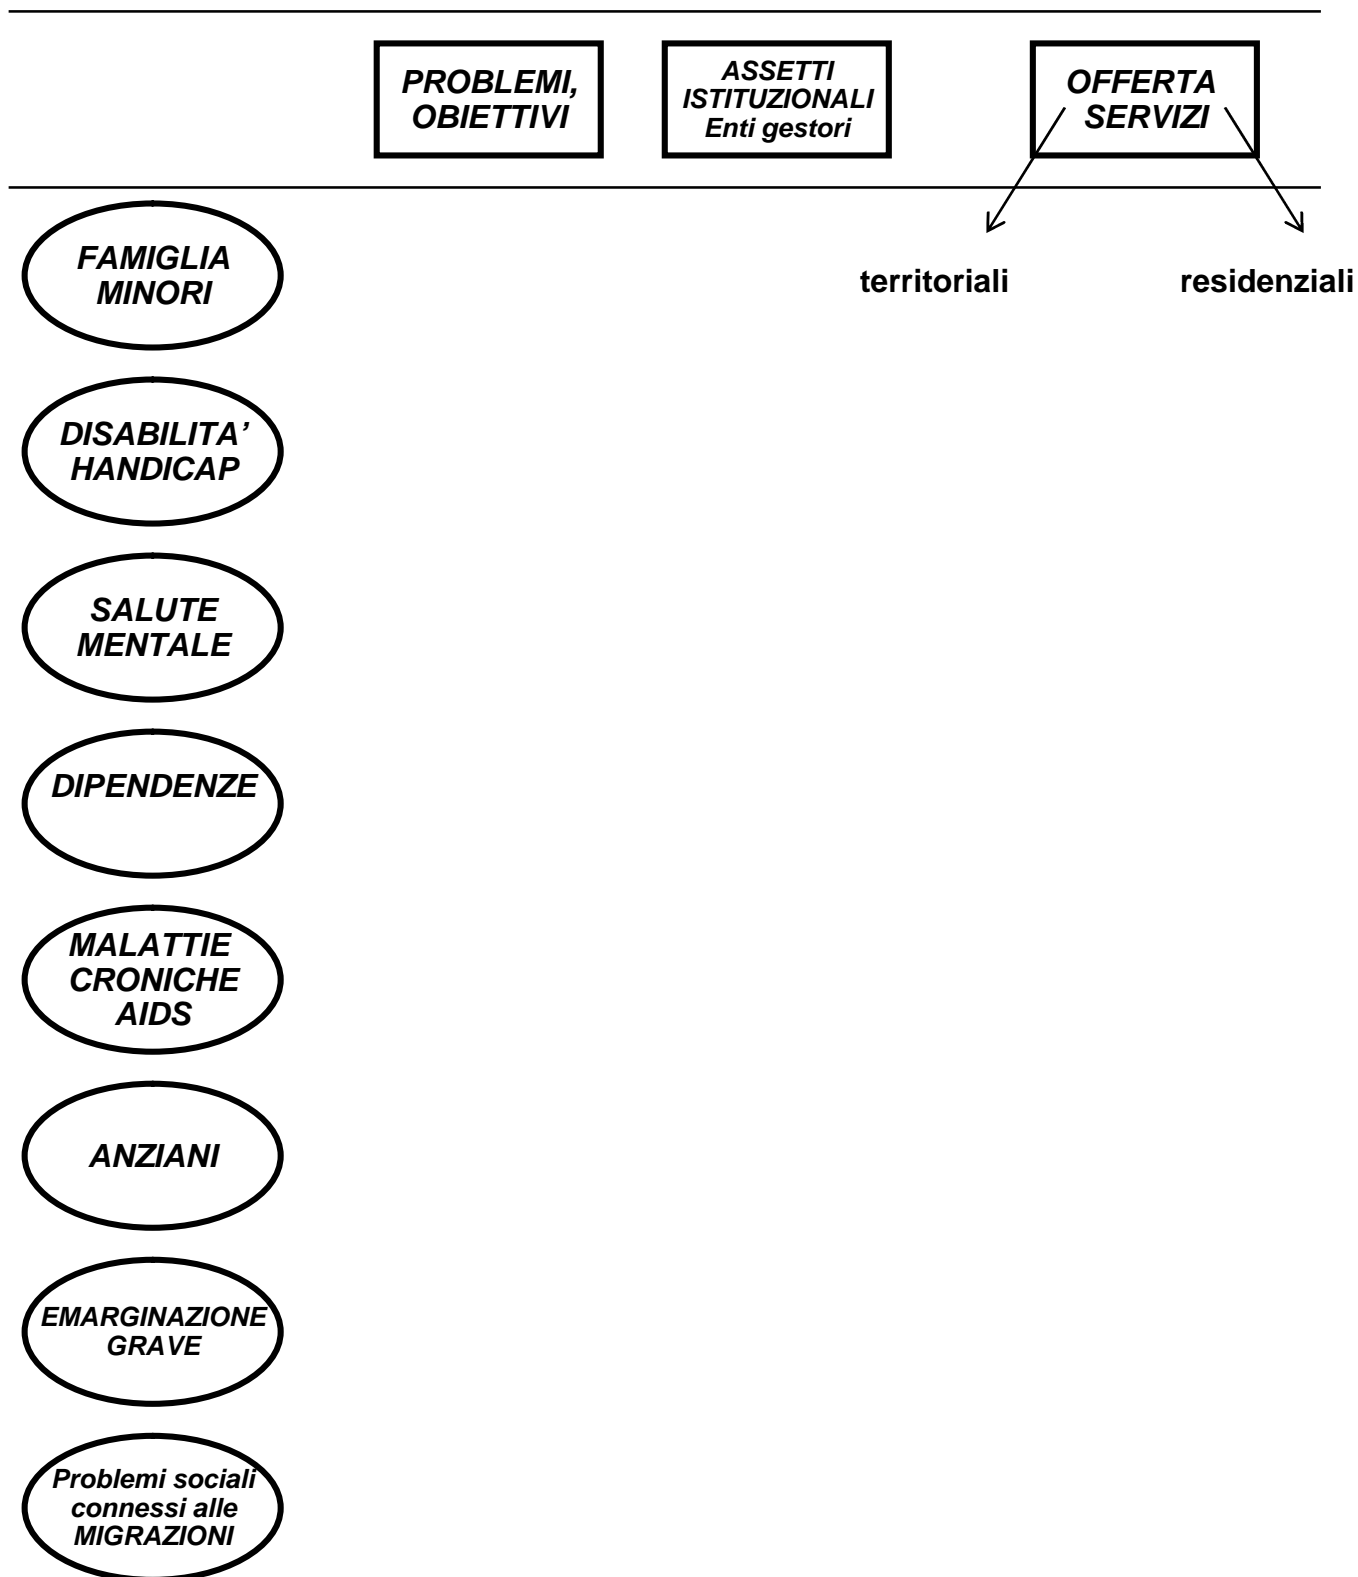 PROBLEMI,
OBIETTIVI
ASSETTI
ISTITUZIONALI
Enti gestori
OFFERTA
SERVIZI
territoriali
residenziali
FAMIGLIA
MINORI
DISABILITA’
HANDICAP
SALUTE
MENTALE
DIPENDENZE
MALATTIE
CRONICHE
AIDS
ANZIANI
EMARGINAZIONE
GRAVE
Problemi sociali
connessi alle
MIGRAZIONI